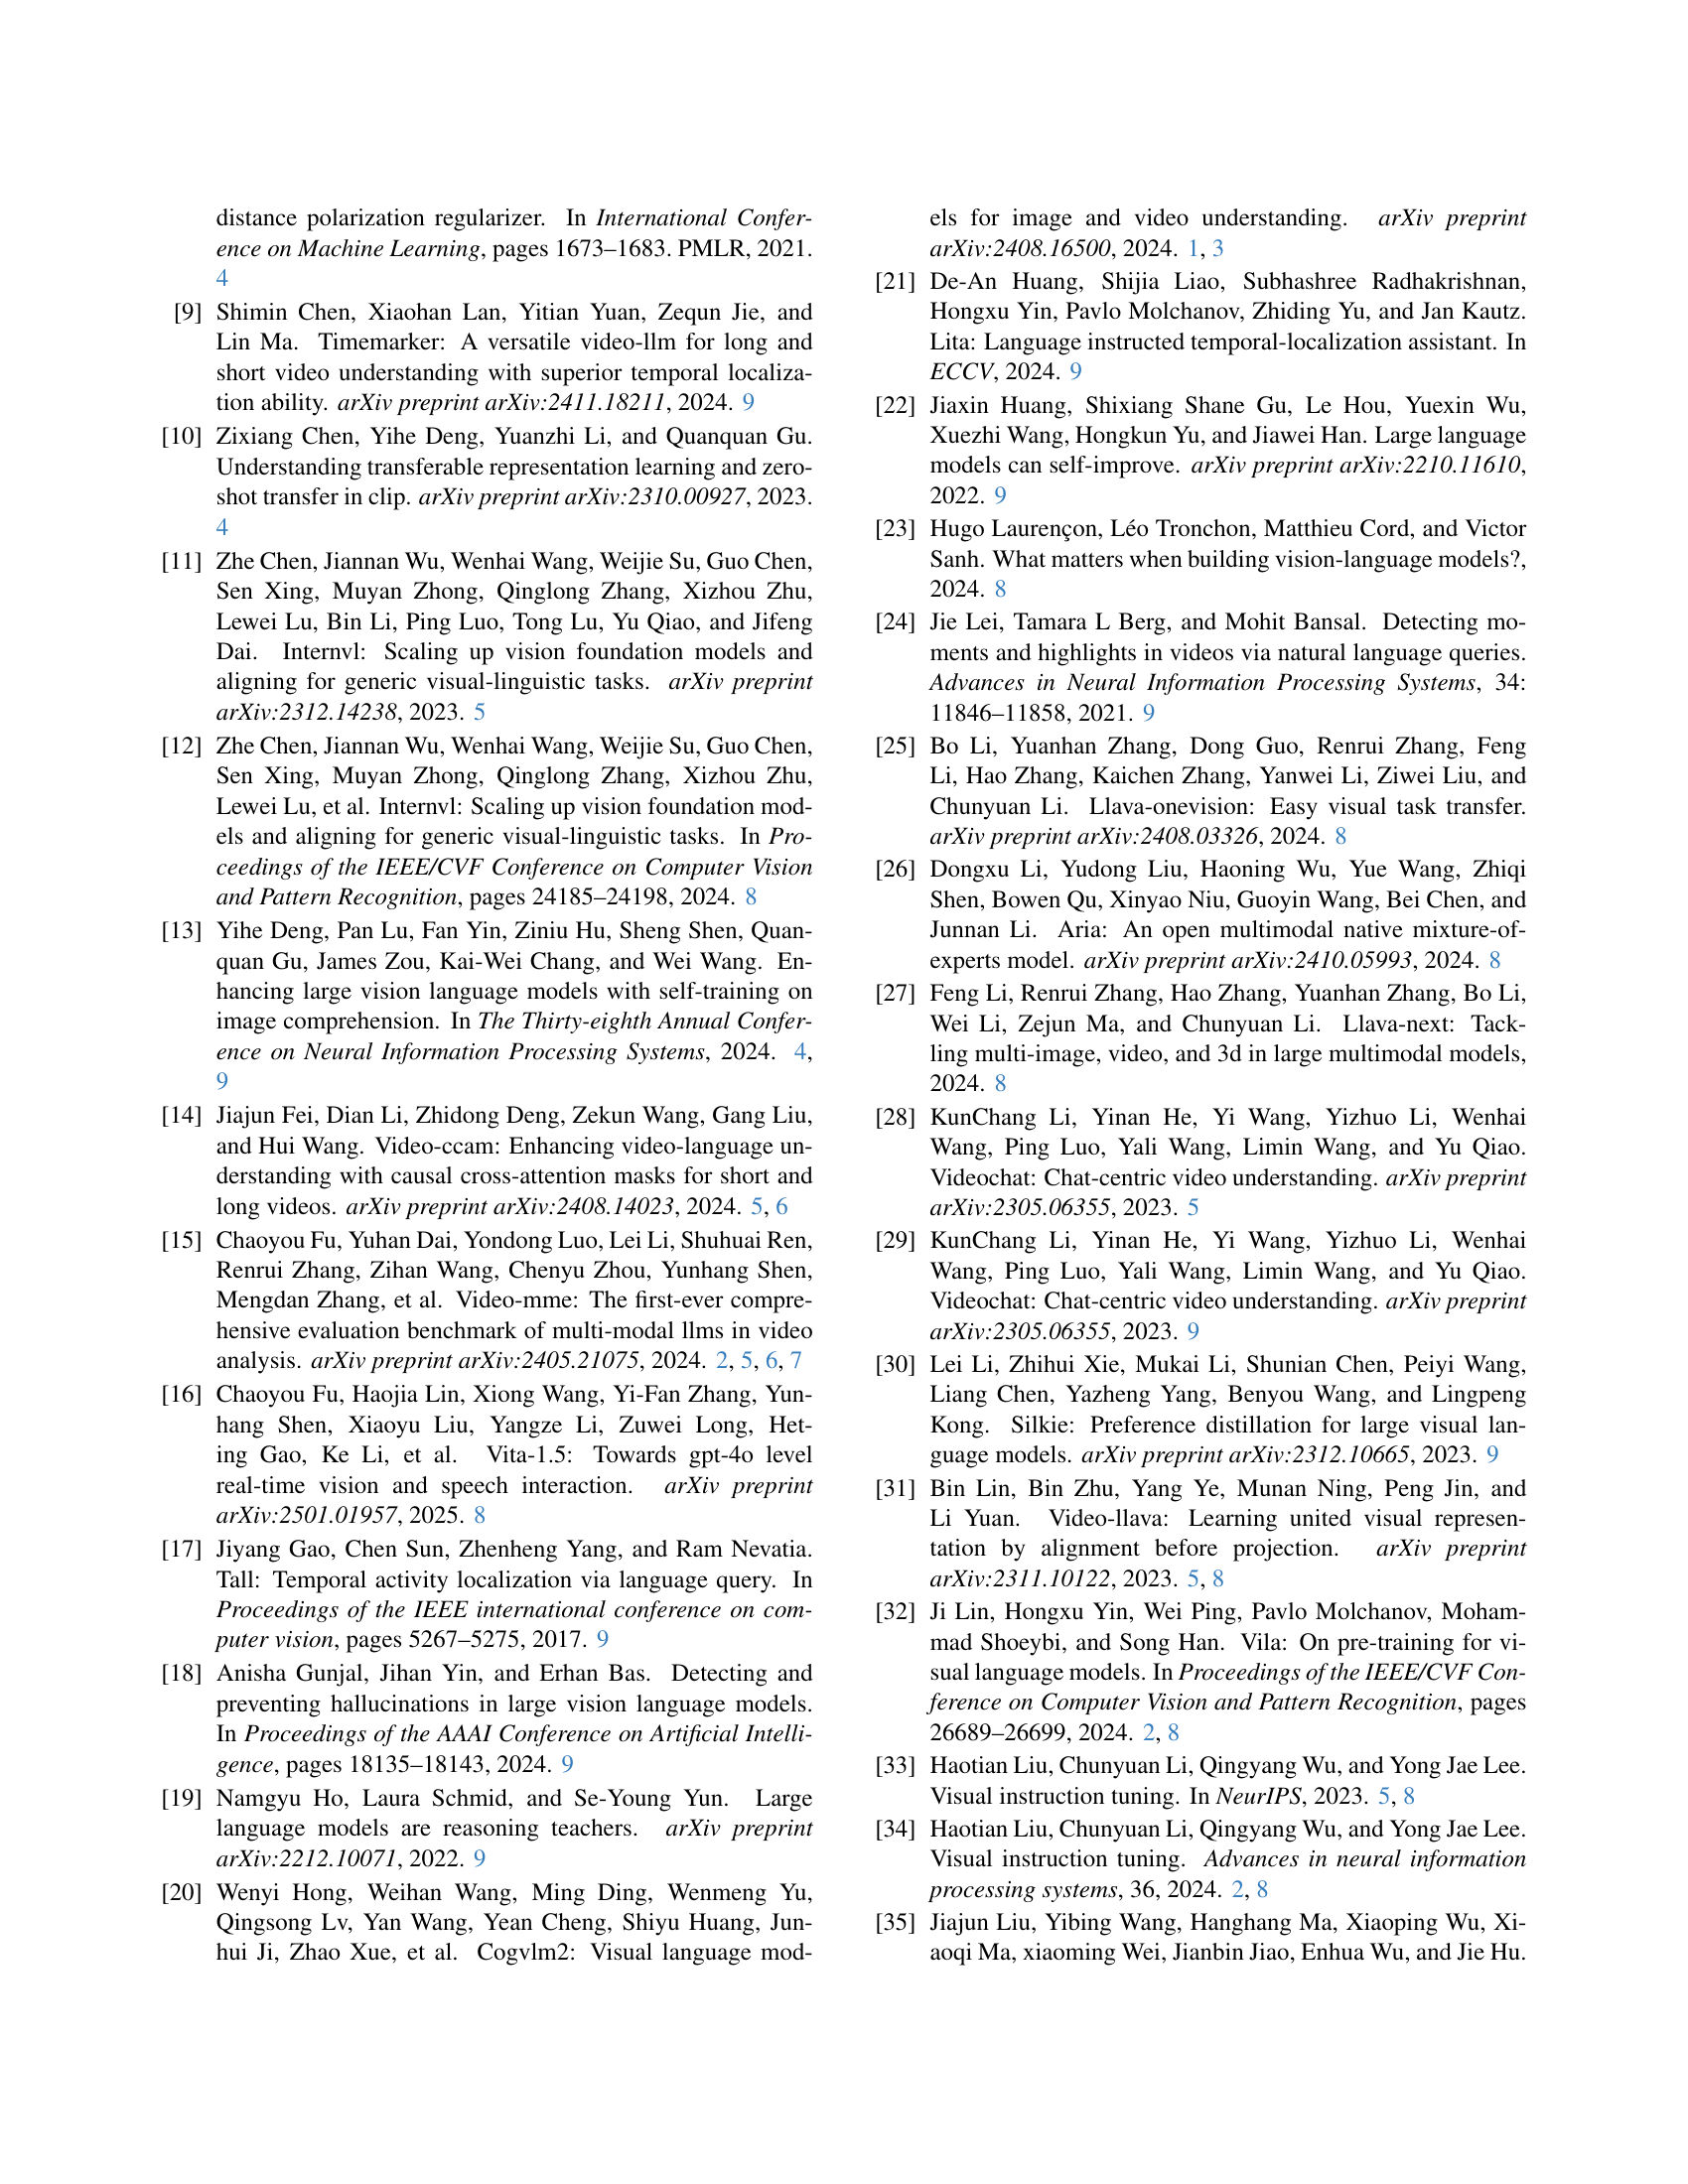 distance polarization regularizer. In International Confer-
ence on Machine Learning, pages 1673–1683. PMLR, 2021.
4
[9] Shimin Chen, Xiaohan Lan, Yitian Yuan, Zequn Jie, and
Lin Ma. Timemarker: A versatile video-llm for long and
short video understanding with superior temporal localiza-
tion ability. arXiv preprint arXiv:2411.18211, 2024. 9
[10] Zixiang Chen, Yihe Deng, Yuanzhi Li, and Quanquan Gu.
Understanding transferable representation learning and zero-
shot transfer in clip. arXiv preprint arXiv:2310.00927, 2023.
4
[11] Zhe Chen, Jiannan Wu, Wenhai Wang, Weijie Su, Guo Chen,
Sen Xing, Muyan Zhong, Qinglong Zhang, Xizhou Zhu,
Lewei Lu, Bin Li, Ping Luo, Tong Lu, Yu Qiao, and Jifeng
Dai. Internvl: Scaling up vision foundation models and
aligning for generic visual-linguistic tasks. arXiv preprint
arXiv:2312.14238, 2023. 5
[12] Zhe Chen, Jiannan Wu, Wenhai Wang, Weijie Su, Guo Chen,
Sen Xing, Muyan Zhong, Qinglong Zhang, Xizhou Zhu,
Lewei Lu, et al. Internvl: Scaling up vision foundation mod-
els and aligning for generic visual-linguistic tasks. In Pro-
ceedings of the IEEE/CVF Conference on Computer Vision
and Pattern Recognition, pages 24185–24198, 2024. 8
[13] Yihe Deng, Pan Lu, Fan Yin, Ziniu Hu, Sheng Shen, Quan-
quan Gu, James Zou, Kai-Wei Chang, and Wei Wang. En-
hancing large vision language models with self-training on
image comprehension. In The Thirty-eighth Annual Confer-
ence on Neural Information Processing Systems, 2024. 4,
9
[14] Jiajun Fei, Dian Li, Zhidong Deng, Zekun Wang, Gang Liu,
and Hui Wang. Video-ccam: Enhancing video-language un-
derstanding with causal cross-attention masks for short and
long videos. arXiv preprint arXiv:2408.14023, 2024. 5, 6
[15] Chaoyou Fu, Yuhan Dai, Yondong Luo, Lei Li, Shuhuai Ren,
Renrui Zhang, Zihan Wang, Chenyu Zhou, Yunhang Shen,
Mengdan Zhang, et al. Video-mme: The first-ever compre-
hensive evaluation benchmark of multi-modal llms in video
analysis. arXiv preprint arXiv:2405.21075, 2024. 2, 5, 6, 7
[16] Chaoyou Fu, Haojia Lin, Xiong Wang, Yi-Fan Zhang, Yun-
hang Shen, Xiaoyu Liu, Yangze Li, Zuwei Long, Het-
ing Gao, Ke Li, et al. Vita-1.5: Towards gpt-4o level
real-time vision and speech interaction. arXiv preprint
arXiv:2501.01957, 2025. 8
[17] Jiyang Gao, Chen Sun, Zhenheng Yang, and Ram Nevatia.
Tall: Temporal activity localization via language query. In
Proceedings of the IEEE international conference on com-
puter vision, pages 5267–5275, 2017. 9
[18] Anisha Gunjal, Jihan Yin, and Erhan Bas. Detecting and
preventing hallucinations in large vision language models.
In Proceedings of the AAAI Conference on Artificial Intelli-
gence, pages 18135–18143, 2024. 9
[19] Namgyu Ho, Laura Schmid, and Se-Young Yun. Large
language models are reasoning teachers. arXiv preprint
arXiv:2212.10071, 2022. 9
[20] Wenyi Hong, Weihan Wang, Ming Ding, Wenmeng Yu,
Qingsong Lv, Yan Wang, Yean Cheng, Shiyu Huang, Jun-
hui Ji, Zhao Xue, et al. Cogvlm2: Visual language mod-
els for image and video understanding. arXiv preprint
arXiv:2408.16500, 2024. 1, 3
[21] De-An Huang, Shijia Liao, Subhashree Radhakrishnan,
Hongxu Yin, Pavlo Molchanov, Zhiding Yu, and Jan Kautz.
Lita: Language instructed temporal-localization assistant. In
ECCV, 2024. 9
[22] Jiaxin Huang, Shixiang Shane Gu, Le Hou, Yuexin Wu,
Xuezhi Wang, Hongkun Yu, and Jiawei Han. Large language
models can self-improve. arXiv preprint arXiv:2210.11610,
2022. 9
[23] Hugo Laurençon, Léo Tronchon, Matthieu Cord, and Victor
Sanh. What matters when building vision-language models?,
2024. 8
[24] Jie Lei, Tamara L Berg, and Mohit Bansal. Detecting mo-
ments and highlights in videos via natural language queries.
Advances in Neural Information Processing Systems, 34:
11846–11858, 2021. 9
[25] Bo Li, Yuanhan Zhang, Dong Guo, Renrui Zhang, Feng
Li, Hao Zhang, Kaichen Zhang, Yanwei Li, Ziwei Liu, and
Chunyuan Li. Llava-onevision: Easy visual task transfer.
arXiv preprint arXiv:2408.03326, 2024. 8
[26] Dongxu Li, Yudong Liu, Haoning Wu, Yue Wang, Zhiqi
Shen, Bowen Qu, Xinyao Niu, Guoyin Wang, Bei Chen, and
Junnan Li. Aria: An open multimodal native mixture-of-
experts model. arXiv preprint arXiv:2410.05993, 2024. 8
[27] Feng Li, Renrui Zhang, Hao Zhang, Yuanhan Zhang, Bo Li,
Wei Li, Zejun Ma, and Chunyuan Li. Llava-next: Tack-
ling multi-image, video, and 3d in large multimodal models,
2024. 8
[28] KunChang Li, Yinan He, Yi Wang, Yizhuo Li, Wenhai
Wang, Ping Luo, Yali Wang, Limin Wang, and Yu Qiao.
Videochat: Chat-centric video understanding. arXiv preprint
arXiv:2305.06355, 2023. 5
[29] KunChang Li, Yinan He, Yi Wang, Yizhuo Li, Wenhai
Wang, Ping Luo, Yali Wang, Limin Wang, and Yu Qiao.
Videochat: Chat-centric video understanding. arXiv preprint
arXiv:2305.06355, 2023. 9
[30] Lei Li, Zhihui Xie, Mukai Li, Shunian Chen, Peiyi Wang,
Liang Chen, Yazheng Yang, Benyou Wang, and Lingpeng
Kong. Silkie: Preference distillation for large visual lan-
guage models. arXiv preprint arXiv:2312.10665, 2023. 9
[31] Bin Lin, Bin Zhu, Yang Ye, Munan Ning, Peng Jin, and
Li Yuan. Video-llava: Learning united visual represen-
tation by alignment before projection. arXiv preprint
arXiv:2311.10122, 2023. 5, 8
[32] Ji Lin, Hongxu Yin, Wei Ping, Pavlo Molchanov, Moham-
mad Shoeybi, and Song Han. Vila: On pre-training for vi-
sual language models. In Proceedings of the IEEE/CVF Con-
ference on Computer Vision and Pattern Recognition, pages
26689–26699, 2024. 2, 8
[33] Haotian Liu, Chunyuan Li, Qingyang Wu, and Yong Jae Lee.
Visual instruction tuning. In NeurIPS, 2023. 5, 8
[34] Haotian Liu, Chunyuan Li, Qingyang Wu, and Yong Jae Lee.
Visual instruction tuning. Advances in neural information
processing systems, 36, 2024. 2, 8
[35] Jiajun Liu, Yibing Wang, Hanghang Ma, Xiaoping Wu, Xi-
aoqi Ma, xiaoming Wei, Jianbin Jiao, Enhua Wu, and Jie Hu.